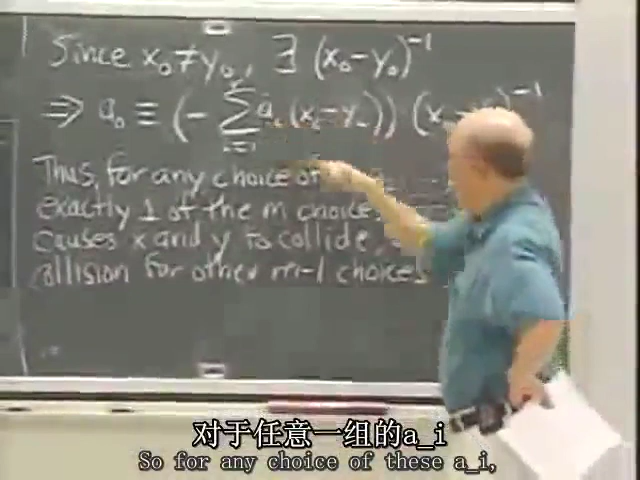 Since x₀≠y₀, ∃ (x₀-y₀)⁻¹
⇒ a₀ ≡ (- Σ aᵢ(xᵢ-yᵢ)) (x
i=1
Thus, for any choice of
exactly 1 of the m choices
causes x and y to collide,
collision for other m-1 choices
对于任意一组的a_i
So for any choice of these a_i,